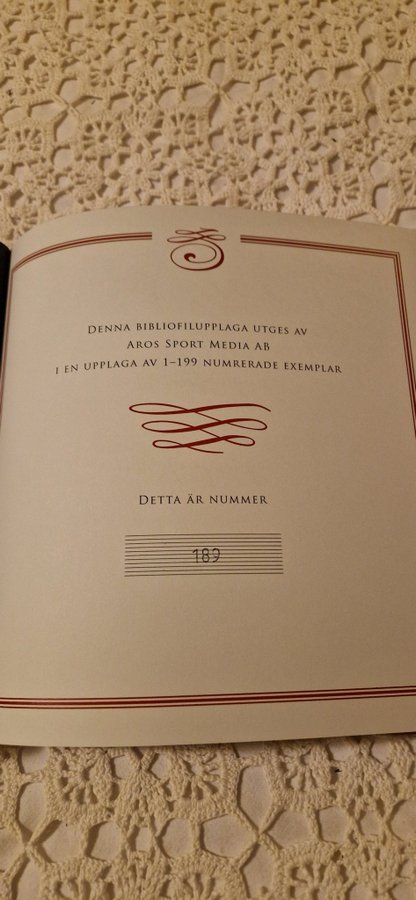 DENNA BIBLIOFILUPPLAGA UTGES AV
AROS SPORT MEDIA AB
I EN UPPLAGA AV 1–199 NUMRERADE EXEMPLAR
DETTA ÄR NUMMER
189